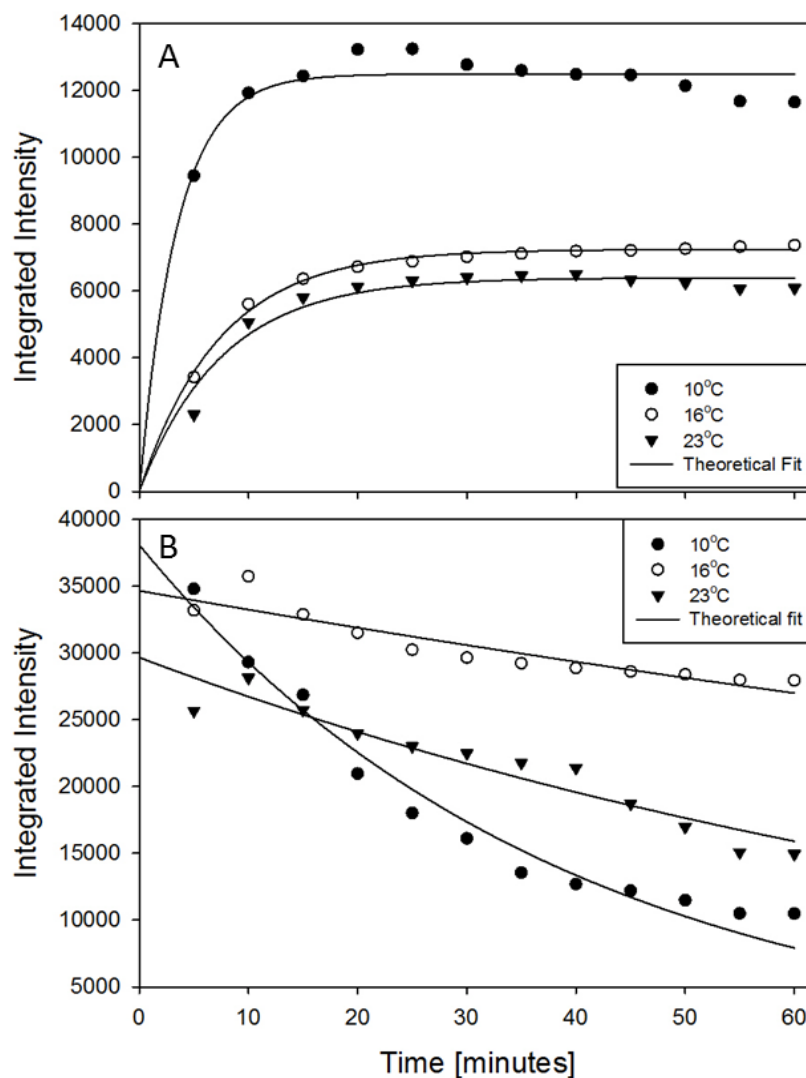 A
Integrated Intensity
14000
12000
10000
8000
6000
4000
2000
0
10°C
16°C
23°C
Theoretical Fit
B
Integrated Intensity
40000
35000
30000
25000
20000
15000
10000
5000
10°C
16°C
23°C
Theoretical fit
0 10 20 30 40 50 60
Time [minutes]